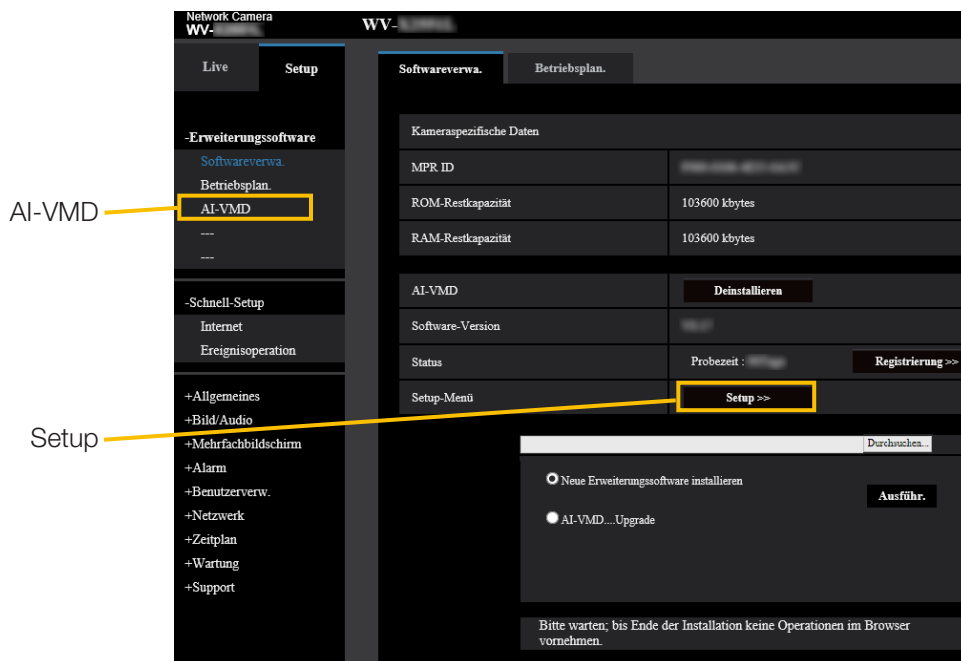 Network Camera
WV-
WV-
Live
Setup
Softwareverwa.
Betriebsplan.
-Erweiterungssoftware
Softwareverwa.
Betriebsplan.
AI-VMD
AI-VMD
---
---
-Schnell-Setup
Internet
Ereignisoperation
+Allgemeines
+Bild/Audio
Setup
+Mehrfachbildschirm
+Alarm
+Benutzerverw.
+Netzwerk
+Zeitplan
+Wartung
+Support
Kameraspezifische Daten
MPR ID
ROM-Restkapazität 103600 kbytes
RAM-Restkapazität 103600 kbytes
AI-VMD Deinstallieren
Software-Version
Status Probezeit : Registrierung >>
Setup-Menü Setup >>
Durchsuchen...
Neue Erweiterungssoftware installieren
Ausführ.
AI-VMD....Upgrade
Bitte warten; bis Ende der Installation keine Operationen im Browser
vornehmen.